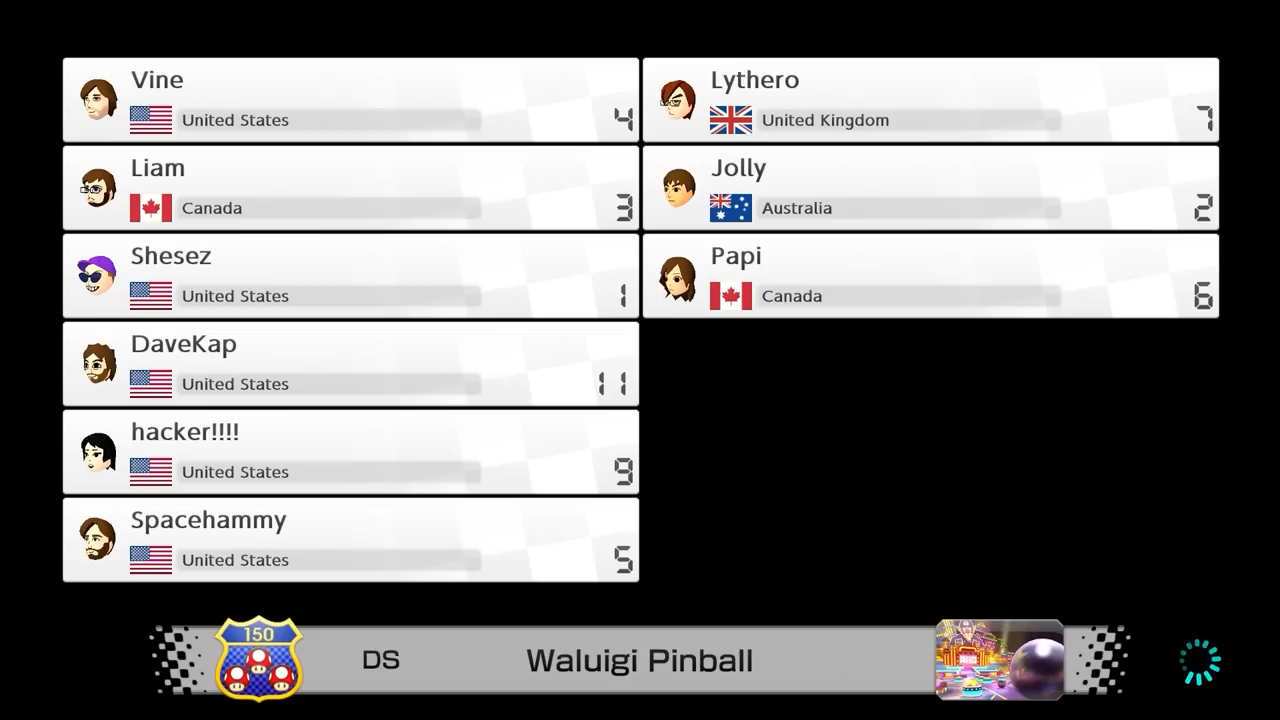 Vine
United States
4
Liam
Canada
3
Shesez
United States
1
DaveKap
United States
11
hacker!!!!
United States
9
Spacehammy
United States
5
Lythero
United Kingdom
7
Jolly
Australia
2
Papi
Canada
6
150
DS
Waluigi Pinball